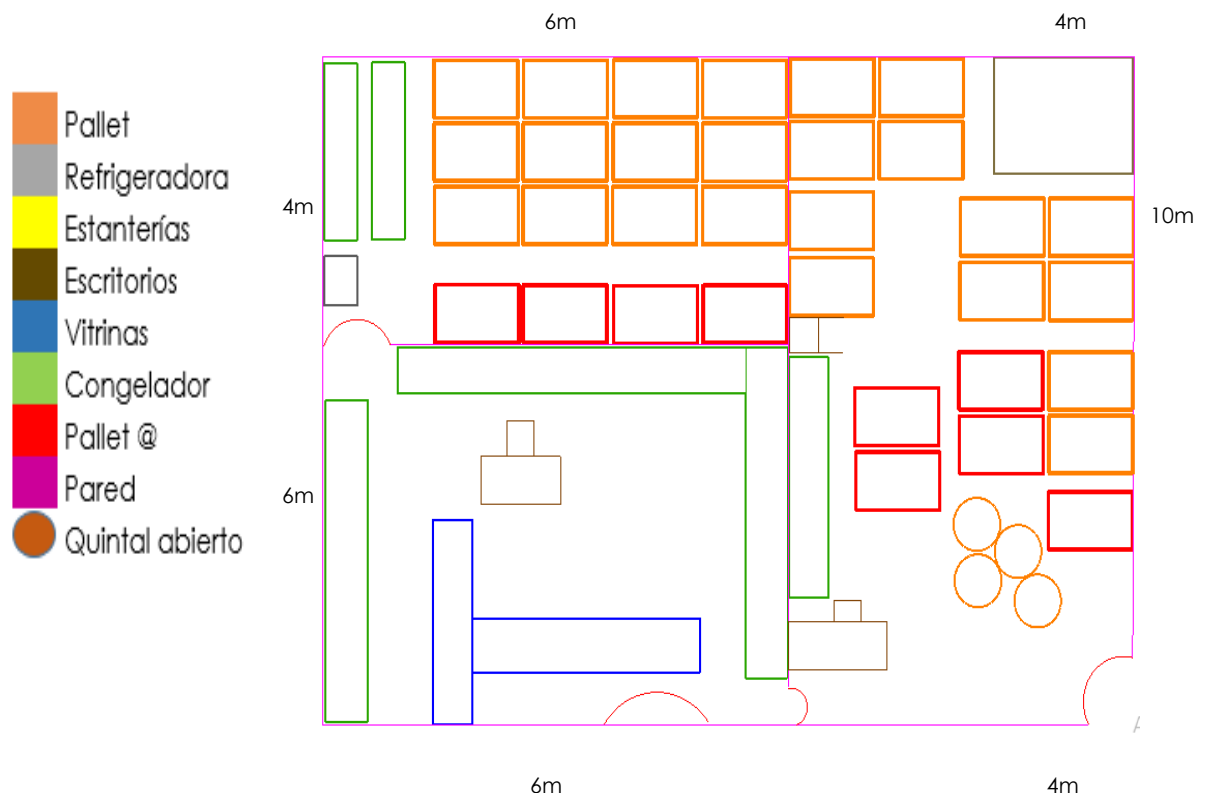 6m
4m
Pallet
Refrigeradora
Estanterías
Escritorios
Vitrinas
Congelador
Pallet @
Pared
Quintal abierto
4m
10m
6m
6m
4m